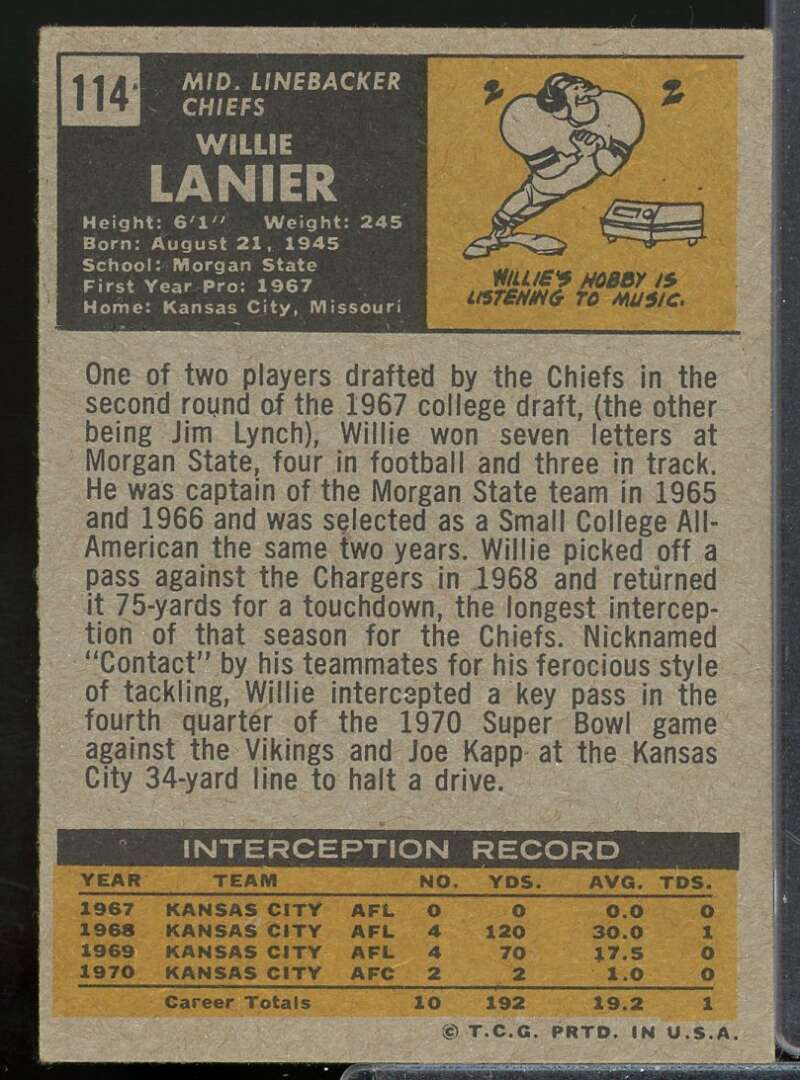 114
MID. LINEBACKER
CHIEFS
WILLIE
LANIER
Height: 6'1" Weight: 245
Born: August 21, 1945
School: Morgan State
First Year Pro: 1967
Home: Kansas City, Missouri
WILLIE'S HOBBY IS
LISTENING TO MUSIC.
One of two players drafted by the Chiefs in the
second round of the 1967 college draft, (the other
being Jim Lynch), Willie won seven letters at
Morgan State, four in football and three in track.
He was captain of the Morgan State team in 1965
and 1966 and was selected as a Small College All-
American the same two years. Willie picked off a
pass against the Chargers in 1968 and returned
it 75-yards for a touchdown, the longest intercep-
tion of that season for the Chiefs. Nicknamed
"Contact" by his teammates for his ferocious style
of tackling, Willie intercepted a key pass in the
fourth quarter of the 1970 Super Bowl game
against the Vikings and Joe Kapp at the Kansas
City 34-yard line to halt a drive.
INTERCEPTION RECORD
YEAR TEAM NO. YDS. AVG. TDS.
1967 KANSAS CITY AFL 0 0 0.0 0
1968 KANSAS CITY AFL 4 120 30.0 1
1969 KANSAS CITY AFL 4 70 17.5 0
1970 KANSAS CITY AFC 2 2 1.0 0
Career Totals 10 192 19.2 1
© T.C.G. PRTD. IN U.S.A.